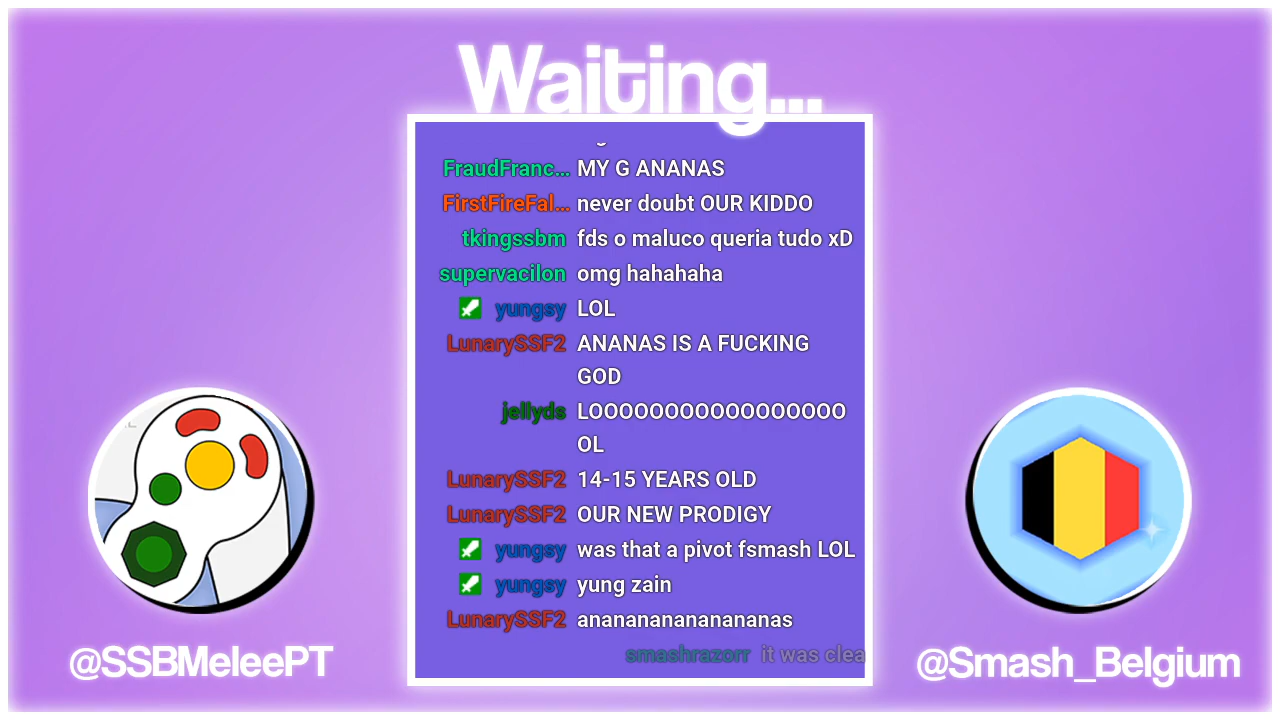 Waiting...
FraudFranc... MY G ANANAS
FirstFireFal... never doubt OUR KIDDO
tkingssbm fds o maluco queria tudo xD
supervacilon omg hahahaha
yungsy LOL
LunarySSF2 ANANAS IS A FUCKING
GOD
jellyds LOOOOOOOOOOOOOOOOO
OL
LunarySSF2 14-15 YEARS OLD
LunarySSF2 OUR NEW PRODIGY
yungsy was that a pivot fsmash LOL
yungsy yung zain
LunarySSF2 anananananananas
smashrazorr it was clea
@SSBMeleePT
@Smash_Belgium